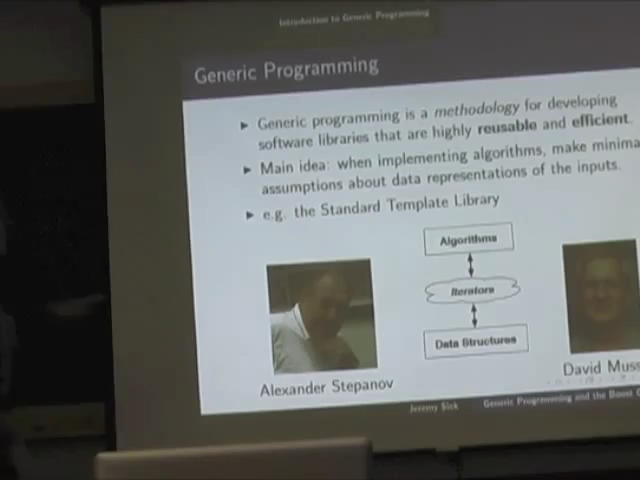 Introduction to Generic Programming
Generic Programming
Generic programming is a methodology for developing
software libraries that are highly reusable and efficient.
Main idea: when implementing algorithms, make minima
assumptions about data representations of the inputs.
e.g. the Standard Template Library
Algorithms
Iterators
Data Structures
Alexander Stepanov
David Muss
Jeremy Siek
Generic Programming and the Boost G